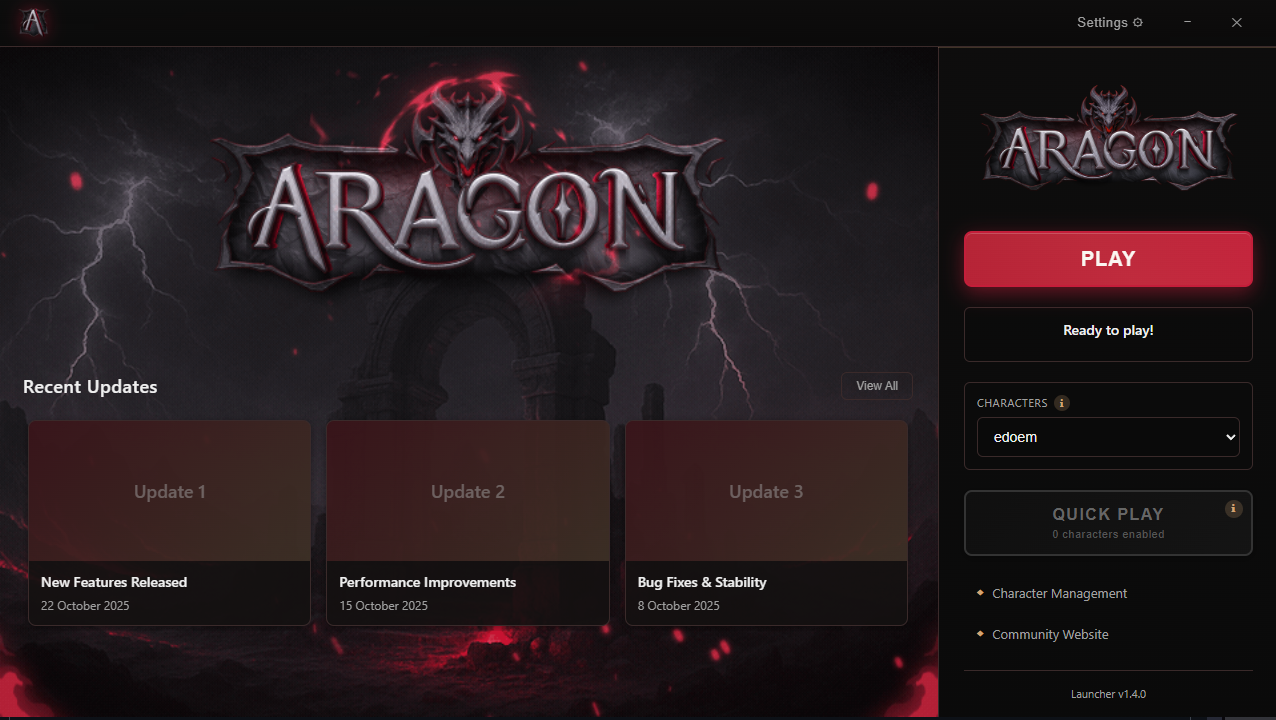 A
Settings
ARAGON
Recent Updates
View All
Update 1
Update 2
Update 3
New Features Released
22 October 2025
Performance Improvements
15 October 2025
Bug Fixes & Stability
8 October 2025
ARAGON
PLAY
Ready to play!
CHARACTERS i
edoem
QUICK PLAY i
0 characters enabled
Character Management
Community Website
Launcher v1.4.0